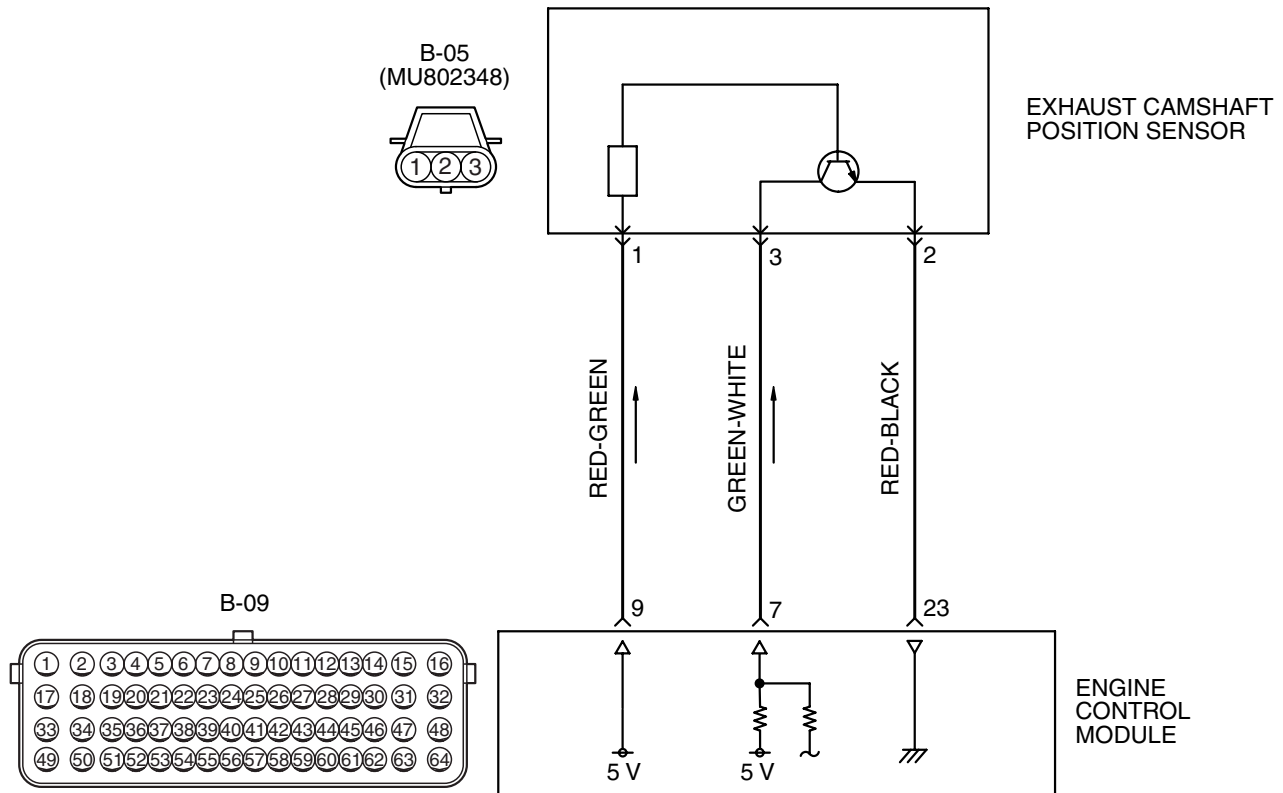 B-05
(MU802348)
1 2 3
EXHAUST CAMSHAFT
POSITION SENSOR
1
3
2
RED-GREEN
GREEN-WHITE
RED-BLACK
B-09
9
7
23
1 2 3 4 5 6 7 8 9 10 11 12 13 14 15 16
17 18 19 20 21 22 23 24 25 26 27 28 29 30 31 32
33 34 35 36 37 38 39 40 41 42 43 44 45 46 47 48
49 50 51 52 53 54 55 56 57 58 59 60 61 62 63 64
5 V
5 V
ENGINE
CONTROL
MODULE